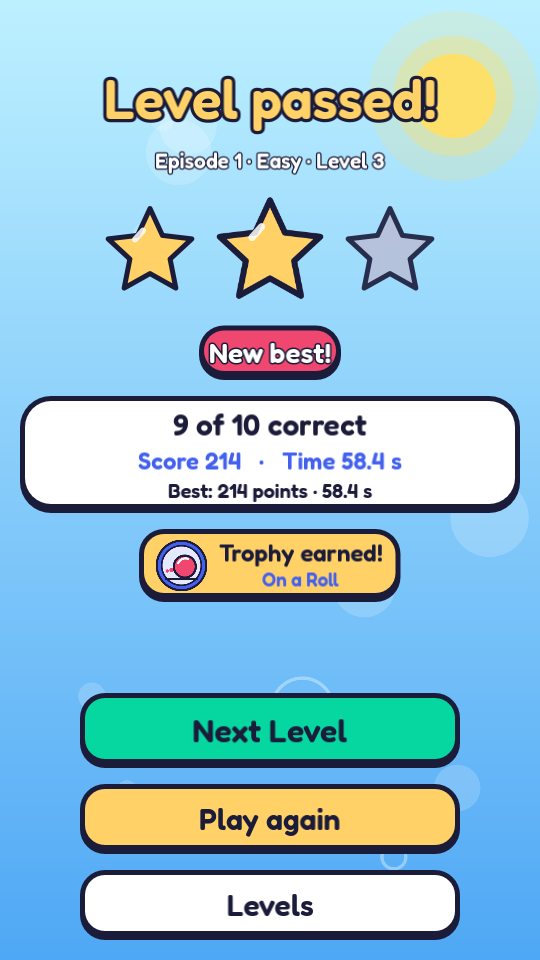 Level passed!
Episode 1 · Easy · Level 3
New best!
9 of 10 correct
Score 214 · Time 58.4 s
Best: 214 points · 58.4 s
Trophy earned!
On a Roll
Next Level
Play again
Levels